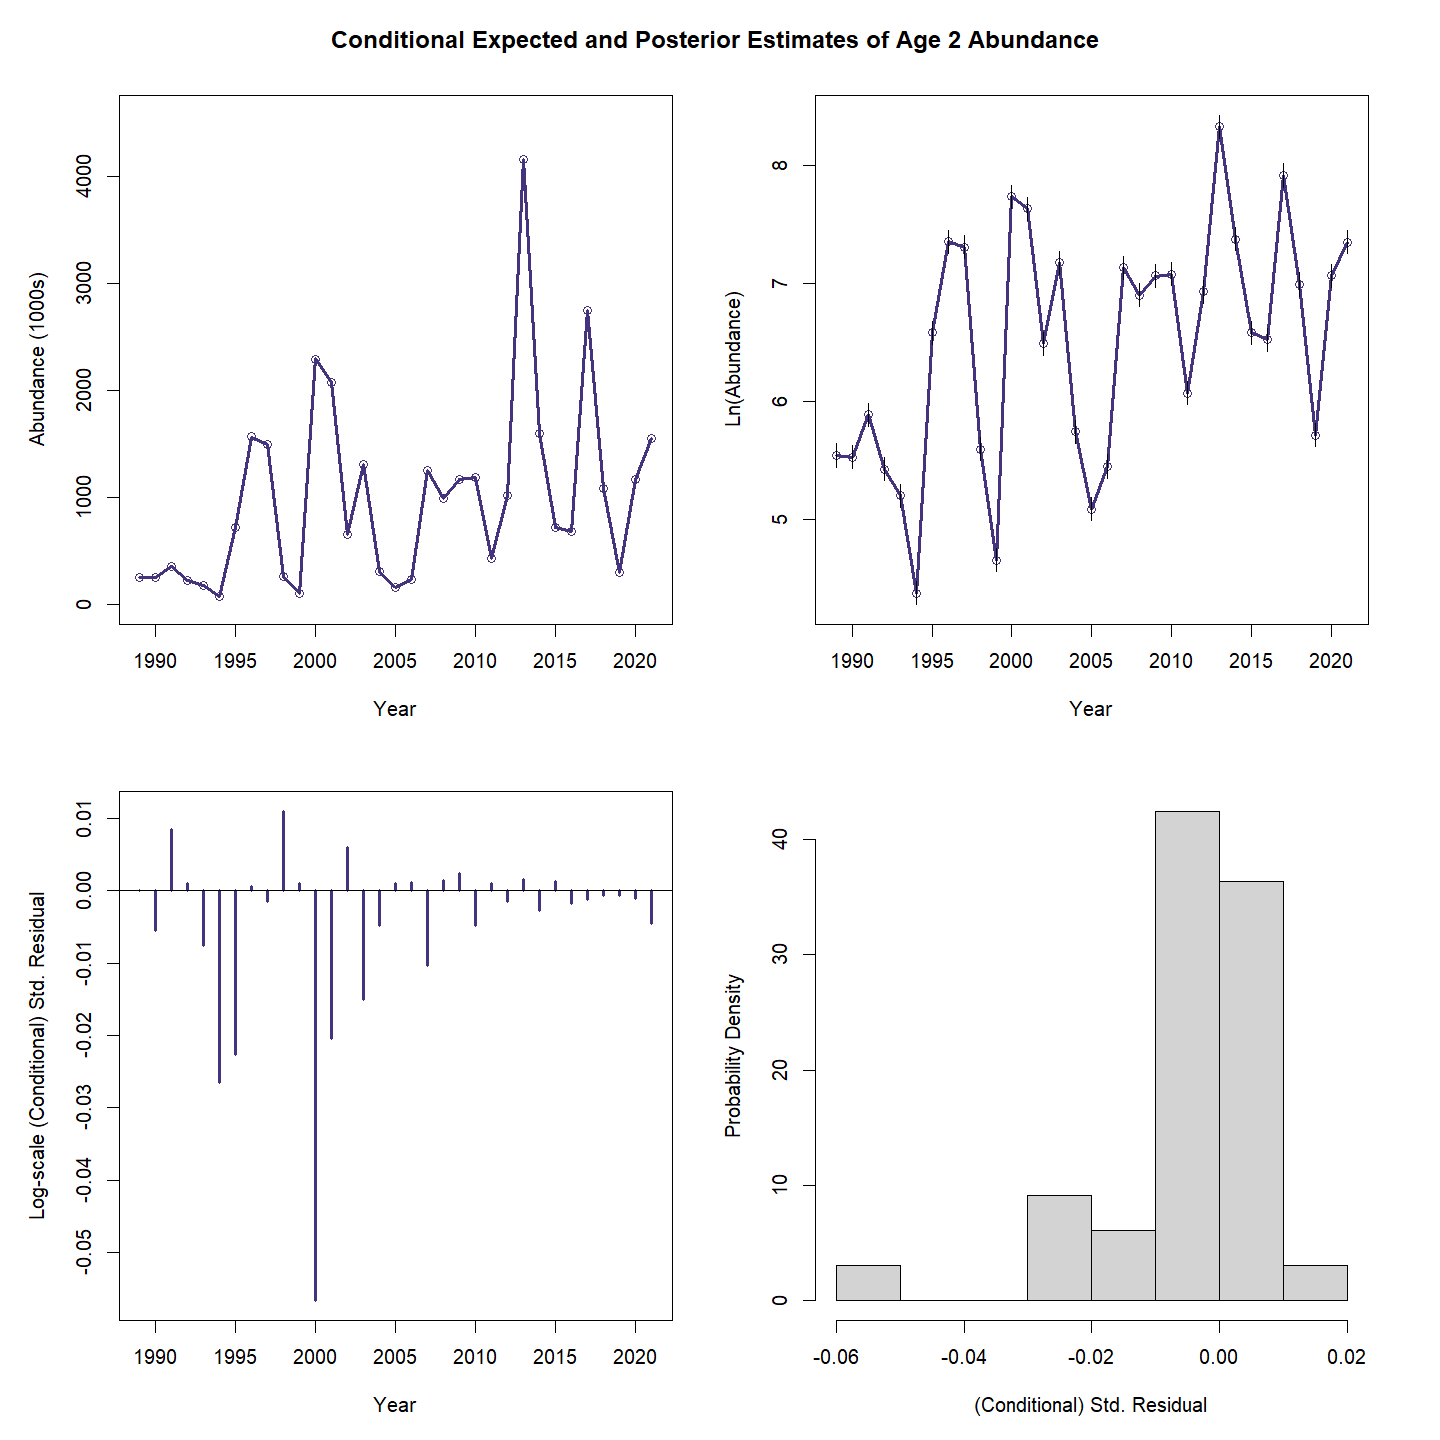 Conditional Expected and Posterior Estimates of Age 2 Abundance
Abundance (1000s)
4000
3000
2000
1000
0
1990 1995 2000 2005 2010 2015 2020
Year
Ln(Abundance)
8
7
6
5
1990 1995 2000 2005 2010 2015 2020
Year
Log-scale (Conditional) Std. Residual
0.01
0.00
-0.01
-0.02
-0.03
-0.04
-0.05
1990 1995 2000 2005 2010 2015 2020
Year
Probability Density
40
30
20
10
0
-0.06 -0.04 -0.02 0.00 0.02
(Conditional) Std. Residual